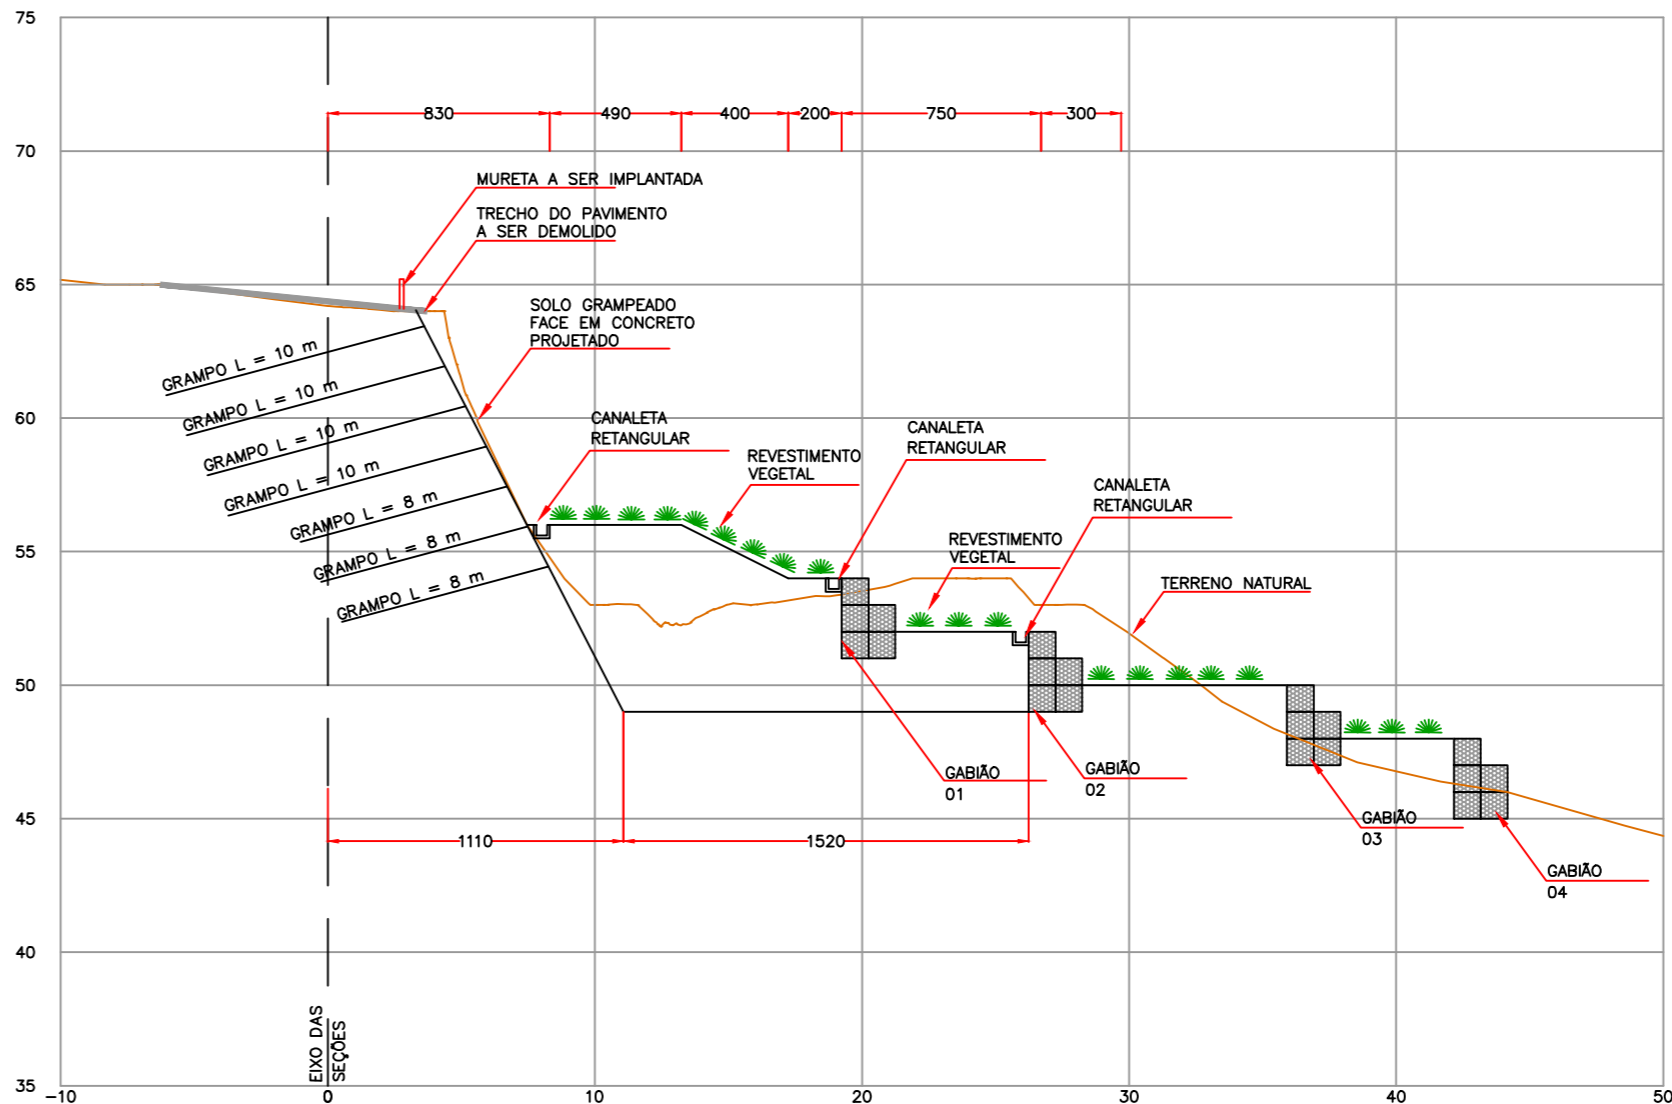 75
830
490
400
200
750
300
70
MURETA A SER IMPLANTADA
TRECHO DO PAVIMENTO
A SER DEMOLIDO
65
SOLO GRAMPEADO
FACE EM CONCRETO
PROJETADO
GRAMPO L = 10 m
GRAMPO L = 10 m
GRAMPO L = 10 m
GRAMPO L = 10 m
GRAMPO L = 8 m
GRAMPO L = 8 m
GRAMPO L = 8 m
60
CANALETA
RETANGULAR
REVESTIMENTO
VEGETAL
CANALETA
RETANGULAR
CANALETA
RETANGULAR
REVESTIMENTO
VEGETAL
TERRENO NATURAL
55
50
GABIÃO
01
GABIÃO
02
GABIÃO
03
GABIÃO
04
45
1110
1520
40
EIXO DAS
SEÇÕES
35
-10
0
10
20
30
40
50